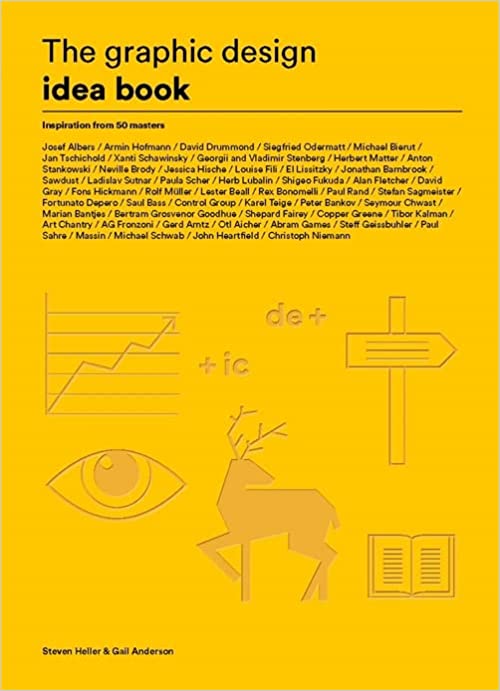 The graphic design
idea book
Inspiration from 50 masters
Josef Albers / Armin Hofmann / David Drummond / Siegfried Odermatt / Michael Bierut /
Jan Tschichold / Xanti Schawinsky / Georgii and Vladimir Stenberg / Herbert Matter / Anton
Stankowski / Neville Brody / Jessica Hische / Louise Fili / El Lissitzky / Jonathan Barnbrook /
Sawdust / Ladislav Sutnar / Paula Scher / Herb Lubalin / Shigeo Fukuda / Alan Fletcher / David
Gray / Fons Hickmann / Rolf Müller / Lester Beall / Rex Bonomelli / Paul Rand / Stefan Sagmeister /
Fortunato Depero / Saul Bass / Control Group / Karel Teige / Peter Bankov / Seymour Chwast /
Marian Bantjes / Bertram Grosvenor Goodhue / Shepard Fairey / Copper Greene / Tibor Kalman /
Art Chantry / AG Fronzoni / Gerd Arntz / Otl Aicher / Abram Games / Steff Geissbuhler / Paul
Sahre / Massin / Michael Schwab / John Heartfield / Christoph Niemann
de +
+ ic
Steven Heller & Gail Anderson